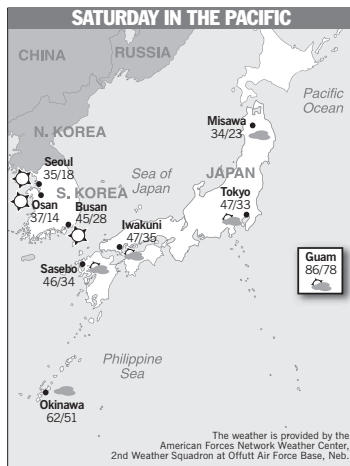 SATURDAY IN THE PACIFIC
CHINA
RUSSIA
Pacific
Ocean
Misawa
34/23
N. KOREA
Seoul
35/18
Sea of
Japan
JAPAN
S. KOREA
Osan
37/14
Busan
45/28
Tokyo
47/33
Iwakuni
47/35
Guam
86/78
Sasebo
46/34
Philippine
Sea
Okinawa
62/51
The weather is provided by the
American Forces Network Weather Center,
2nd Weather Squadron at Offutt Air Force Base, Neb.